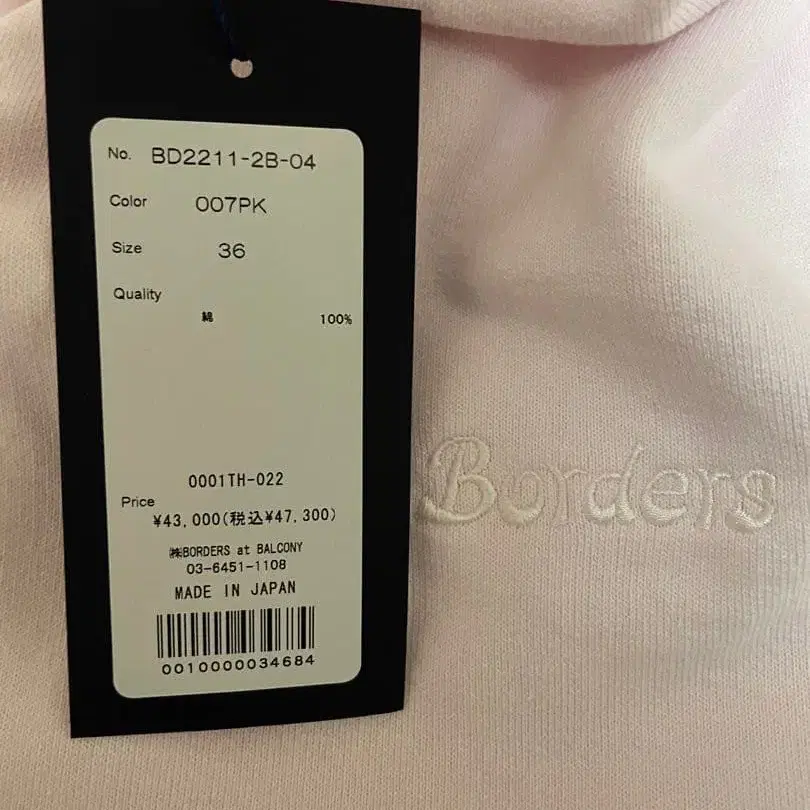 No. BD2211-2B-04
Color 007PK
Size 36
Quality
綿 100%
0001TH-022
Price
¥43,000(税込¥47,300)
㈱BORDERS at BALCONY
03-6451-1108
MADE IN JAPAN
0010000034684
Borders